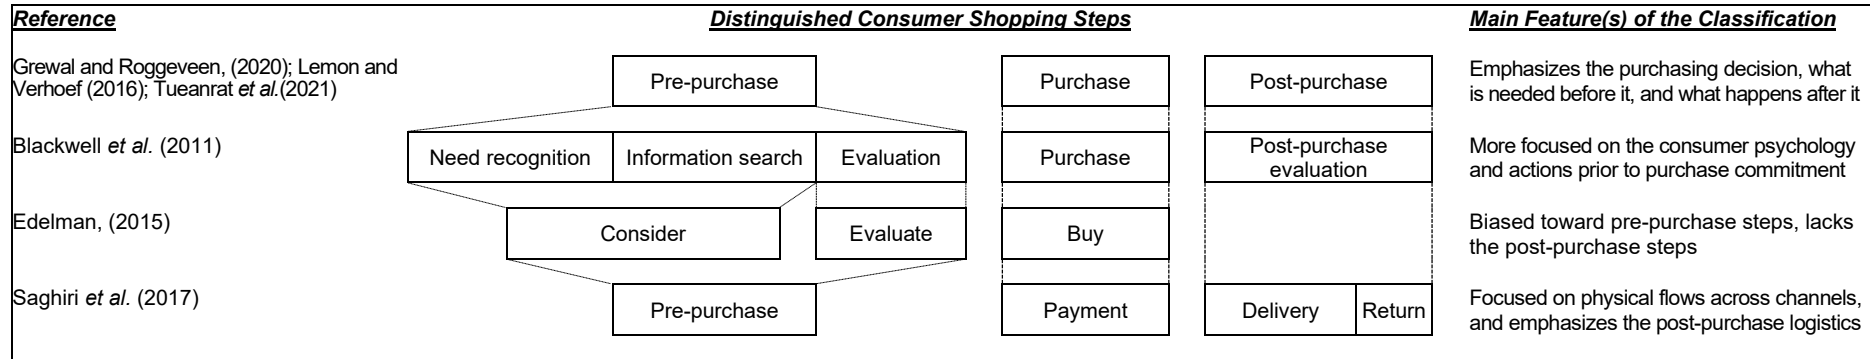 Reference Distinguished Consumer Shopping Steps Main Feature(s) of the Classification
Grewal and Roggeveen, (2020); Lemon and
Verhoef (2016); Tueanrat et al.(2021)
Pre-purchase Purchase Post-purchase
Emphasizes the purchasing decision, what
is needed before it, and what happens after it
Blackwell et al. (2011)
Need recognition Information search Evaluation Purchase
Post-purchase
evaluation
More focused on the consumer psychology
and actions prior to purchase commitment
Edelman, (2015)
Consider Evaluate Buy
Biased toward pre-purchase steps, lacks
the post-purchase steps
Saghiri et al. (2017)
Pre-purchase Payment Delivery Return
Focused on physical flows across channels,
and emphasizes the post-purchase logistics